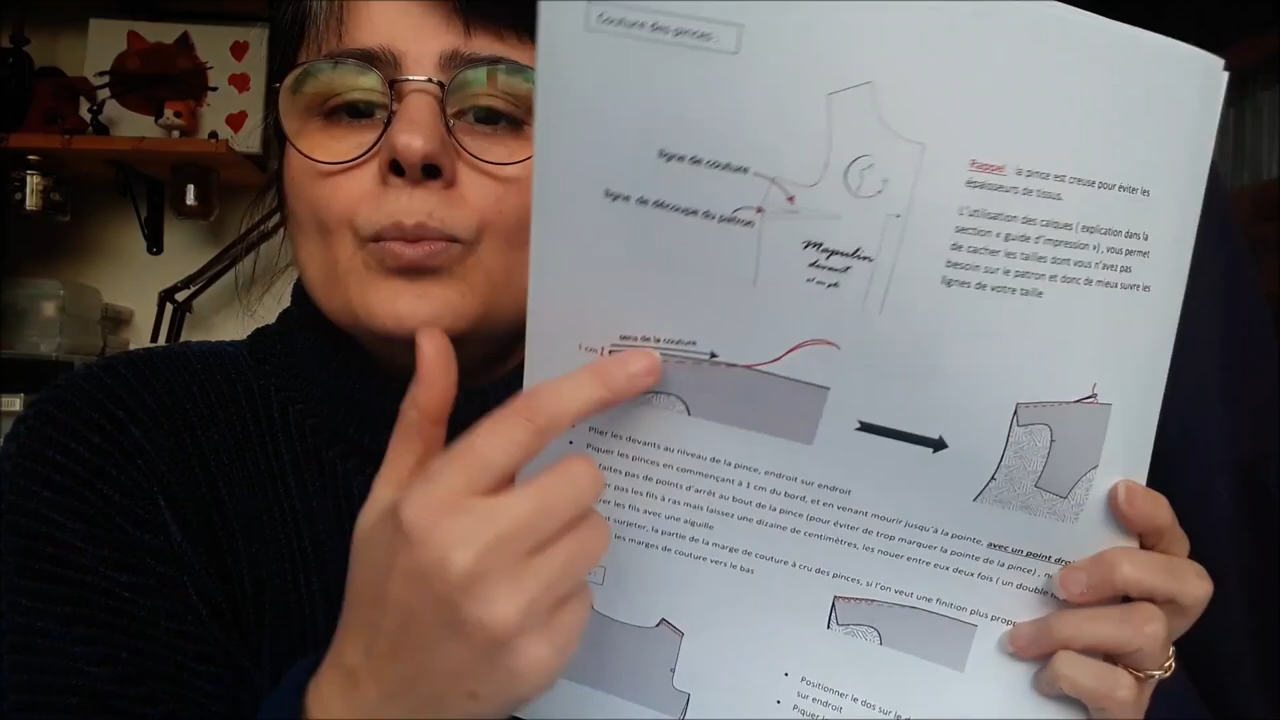 Couture des pinces :
ligne de couture
ligne de découpe du patron
Mapulin
devant
Rappel : la pince est creuse pour éviter les
épaisseurs de tissus.
L'utilisation des calques ( explication dans la
section « guide d'impression »), vous permet
de cacher les tailles dont vous n'avez pas
besoin sur le patron et donc de mieux suivre les
lignes de votre taille
sens de la couture
1 cm
Plier les devants au niveau de la pince, endroit sur endroit
Piquer les pinces en commençant à 1 cm du bord, et en venant mourir jusqu'à la pointe, avec un point dro
faites pas de points d'arrêt au bout de la pince (pour éviter de trop marquer la pointe de la pince) , n
er pas les fils à ras mais laissez une dizaine de centimètres, les nouer entre eux deux fois ( un double
rer les fils avec une aiguille
t surjeter, la partie de la marge de couture à cru des pinces, si l'on veut une finition plus propr
les marges de couture vers le bas
Positionner le dos sur le d
sur endroit
Piquer l